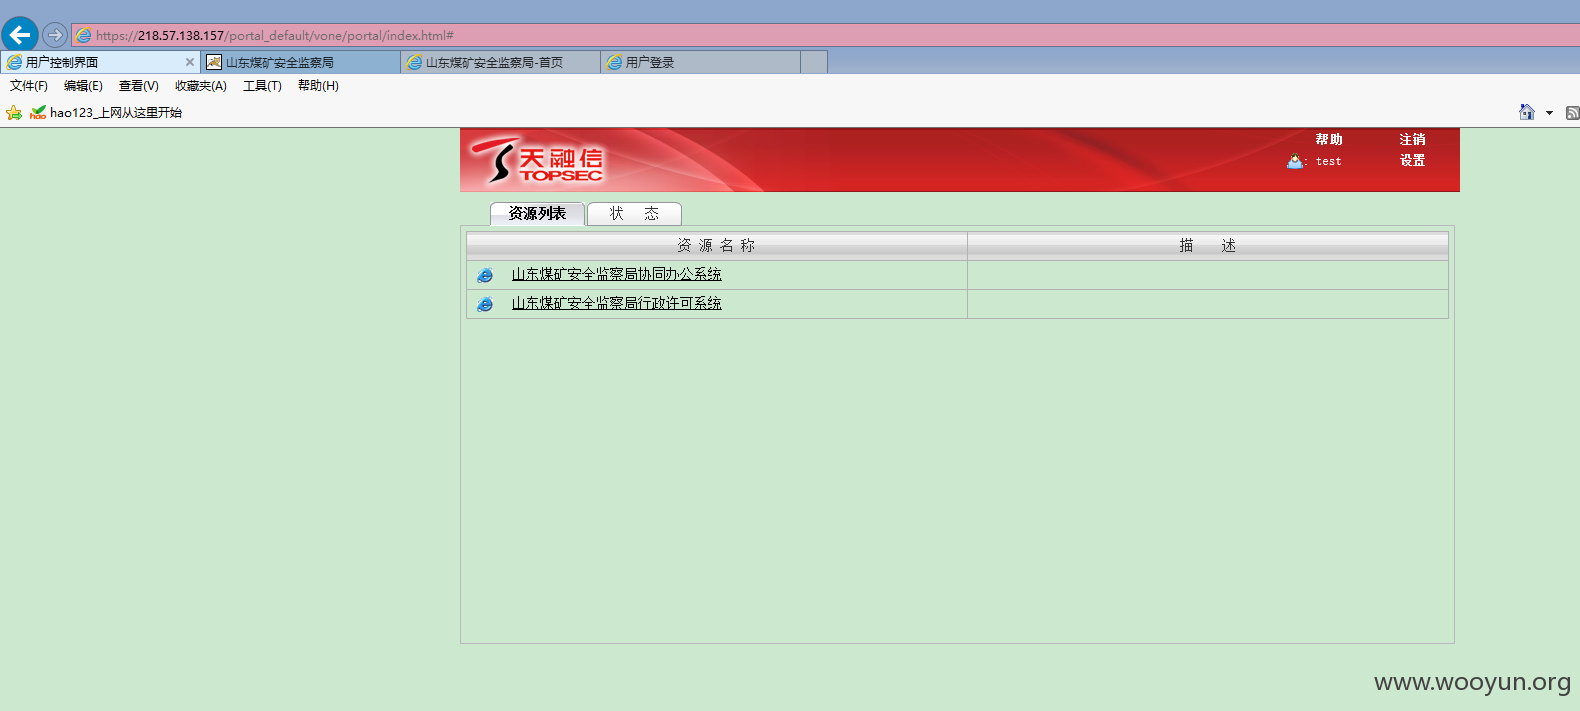 https://218.57.138.157/portal_default/vone/portal/index.html#
用户控制界面 山东煤矿安全监察局 山东煤矿安全监察局-首页 用户登录
文件(F) 编辑(E) 查看(V) 收藏夹(A) 工具(T) 帮助(H)
hao123_上网从这里开始
天融信
TOPSEC
帮助 注销
: test 设置
资源列表 状 态
资 源 名 称 描 述
山东煤矿安全监察局协同办公系统
山东煤矿安全监察局行政许可系统
www.wooyun.org